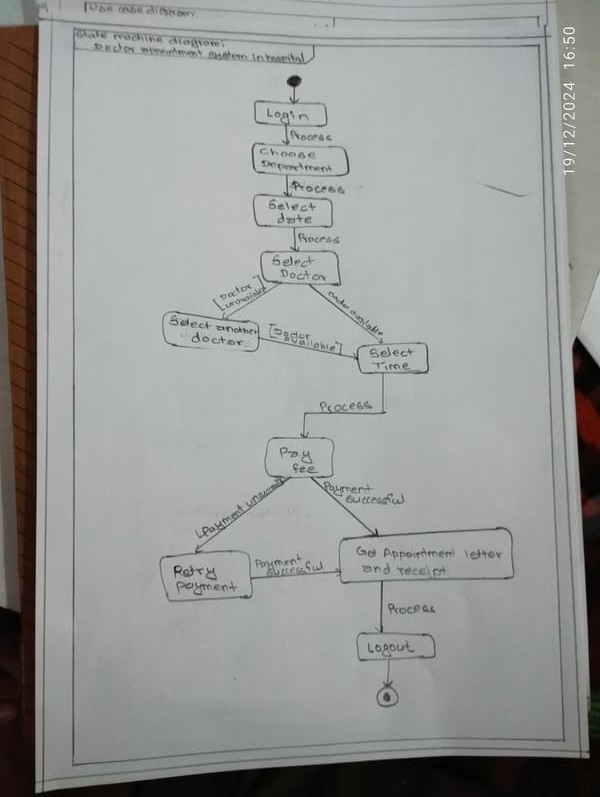 Use case diagram.
State machine diagram:
Doctor appointment system in hospital
19/12/2024 16:50
Login
Process
Choose
Department
Process
Select
date
Process
Select
Doctor
[Doctor
unavailable]
Doctor available
Select another
doctor
[Doctor
available]
Select
Time
Process
Pay
fee
[Payment
Payment
successful
Retry
payment
Payment
successful
Get Appointment letter
and receipt
Process
Logout